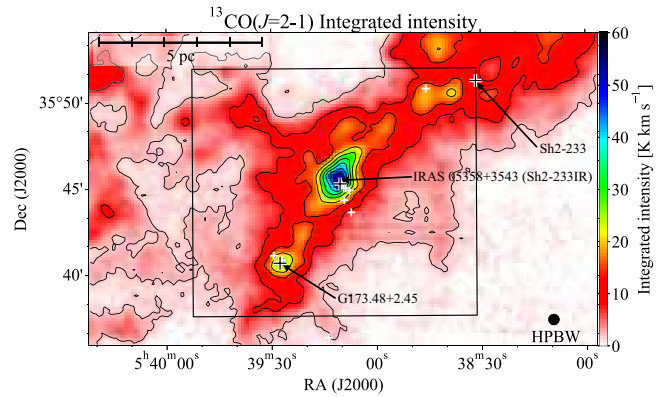 ¹³CO(J=2-1) Integrated intensity
5 pc
60
50
40
30
20
10
0
Integrated intensity [K km s⁻¹]
35°50'
45'
40'
Dec (J2000)
Sh2-233
IRAS 05358+3543 (Sh2-233IR)
G173.48+2.45
HPBW
5ʰ40ᵐ00ˢ
39ᵐ30ˢ
00ˢ
38ᵐ30ˢ
00ˢ
RA (J2000)